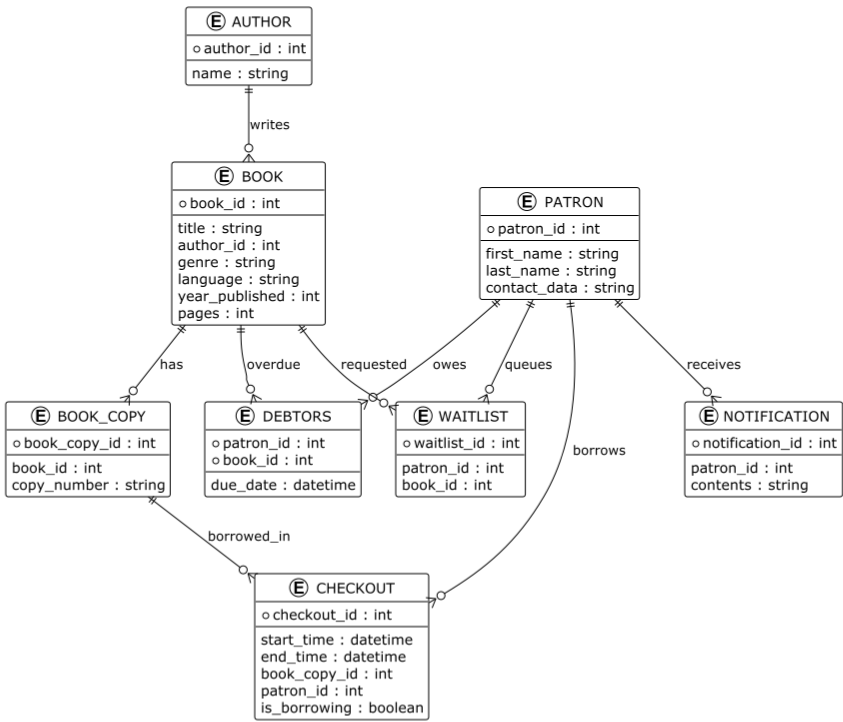 E AUTHOR
author_id : int
name : string
writes
E BOOK
book_id : int
title : string
author_id : int
genre : string
language : string
year_published : int
pages : int
E PATRON
patron_id : int
first_name : string
last_name : string
contact_data : string
has
overdue
requested
owes
queues
receives
E BOOK_COPY
book_copy_id : int
book_id : int
copy_number : string
E DEBTORS
patron_id : int
book_id : int
due_date : datetime
E WAITLIST
waitlist_id : int
patron_id : int
book_id : int
E NOTIFICATION
notification_id : int
patron_id : int
contents : string
borrows
borrowed_in
E CHECKOUT
checkout_id : int
start_time : datetime
end_time : datetime
book_copy_id : int
patron_id : int
is_borrowing : boolean